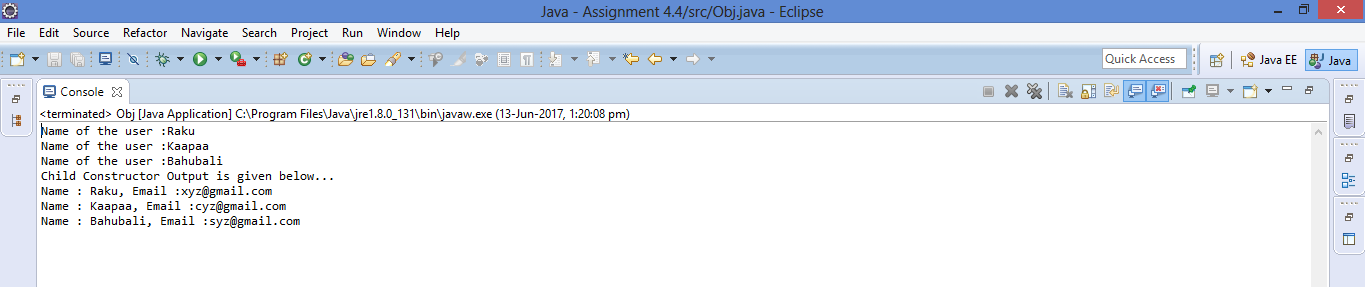 Java - Assignment 4.4/src/Obj.java - Eclipse
File Edit Source Refactor Navigate Search Project Run Window Help
Quick Access
Java EE
Java
Console
<terminated> Obj [Java Application] C:\Program Files\Java\jre1.8.0_131\bin\javaw.exe (13-Jun-2017, 1:20:08 pm)
Name of the user :Raku
Name of the user :Kaapaa
Name of the user :Bahubali
Child Constructor Output is given below...
Name : Raku, Email :xyz@gmail.com
Name : Kaapaa, Email :cyz@gmail.com
Name : Bahubali, Email :syz@gmail.com